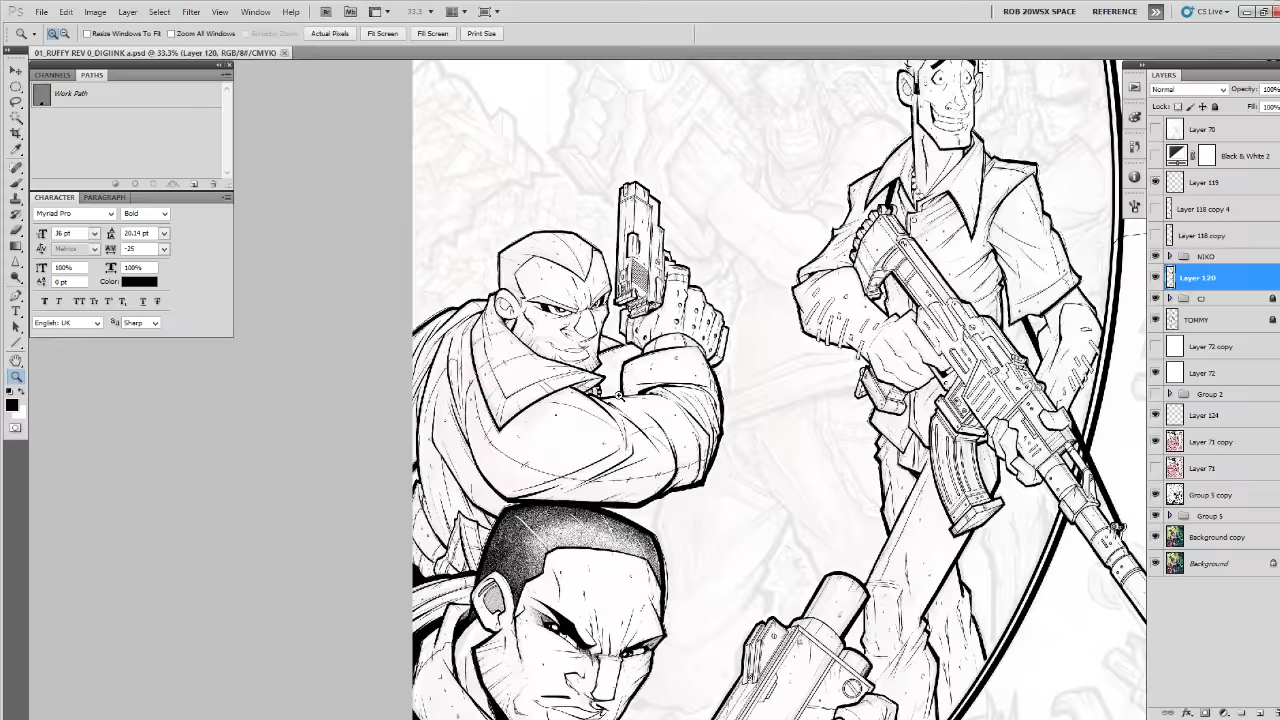 Ps File Edit Image Layer Select Filter View Window Help Br Mb 33.3 ROB 20WSX SPACE REFERENCE CS Live
Resize Windows To Fit Zoom All Windows Scrubby Zoom Actual Pixels Fit Screen Fill Screen Print Size
01_RUFFY REV 0_DIGIINK a.psd @ 33.3% (Layer 120, RGB/8#/CMYK)
CHANNELS PATHS
Work Path
CHARACTER PARAGRAPH
Myriad Pro Bold
36 pt 20.14 pt
Metrics -25
100% 100%
0 pt Color:
English: UK Sharp
LAYERS
Normal Opacity: 100%
Lock: Fill: 100%
Layer 70
Black & White 2
Layer 119
Layer 118 copy 4
Layer 118 copy
NIKO
Layer 120
CJ
TOMMY
Layer 72 copy
Layer 72
Group 2
Layer 124
Layer 71 copy
Layer 71
Group 5 copy
Group 5
Background copy
Background